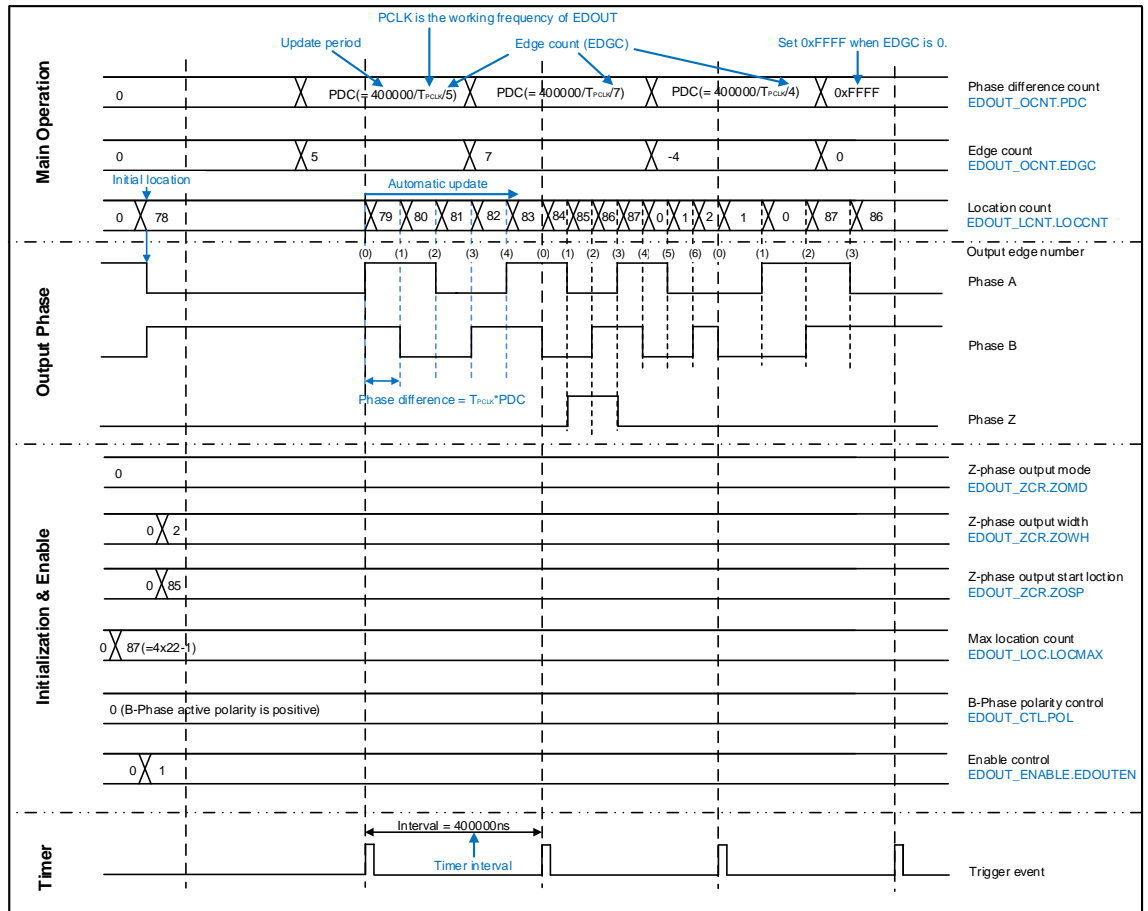 PCLK is the working frequency of EDOUT
Update period
Edge count (EDGC)
Set 0xFFFF when EDGC is 0.
Main Operation
0
PDC(= 400000/TPCLK/5)
PDC(= 400000/TPCLK/7)
PDC(= 400000/TPCLK/4)
0xFFFF
Phase difference count
EDOUT_OCNT.PDC
0
5
7
-4
0
Edge count
EDOUT_OCNT.EDGC
Initial location
Automatic update
0
78
79
80
81
82
83
84
85
86
87
0
1
2
1
0
87
86
Location count
EDOUT_LCNT.LOCCNT
Output Phase
(0)
(1)
(2)
(3)
(4)
(0)
(1)
(2)
(3)
(4)
(5)
(6)
(0)
(1)
(2)
(3)
Output edge number
Phase A
Phase B
Phase difference = TPCLK*PDC
Phase Z
Initialization & Enable
0
Z-phase output mode
EDOUT_ZCR.ZOMD
0
2
Z-phase output width
EDOUT_ZCR.ZOWH
0
85
Z-phase output start loction
EDOUT_ZCR.ZOSP
0
87(=4x22-1)
Max location count
EDOUT_LOC.LOCMAX
0 (B-Phase active polarity is positive)
B-Phase polarity control
EDOUT_CTL.POL
0
1
Enable control
EDOUT_ENABLE.EDOUTEN
Timer
Interval = 400000ns
Timer interval
Trigger event